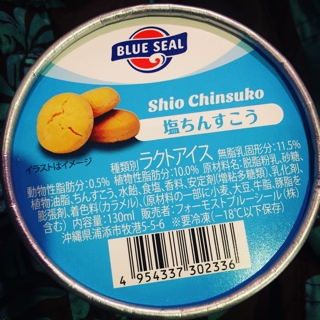 BLUE SEAL
Shio Chinsuko
塩ちんすこう
イラストはイメージ
種類別 ラクトアイス 無脂乳固形分:11.5%
動物性脂肪分:0.5% 植物性脂肪分:10.0% 原材料名:脱脂粉乳、砂糖、
植物油脂、ちんすこう、水飴、食塩、香料、安定剤(増粘多糖類)、乳化剤、
膨張剤、着色料(カラメル)、(原材料の一部に小麦、大豆、牛脂、豚脂を
含む) 内容量:130ml 販売者:フォーモストブルーシール(株)
沖縄県浦添市牧港5-5-6 ※要冷凍(-18℃以下保存)
4 954337 302336